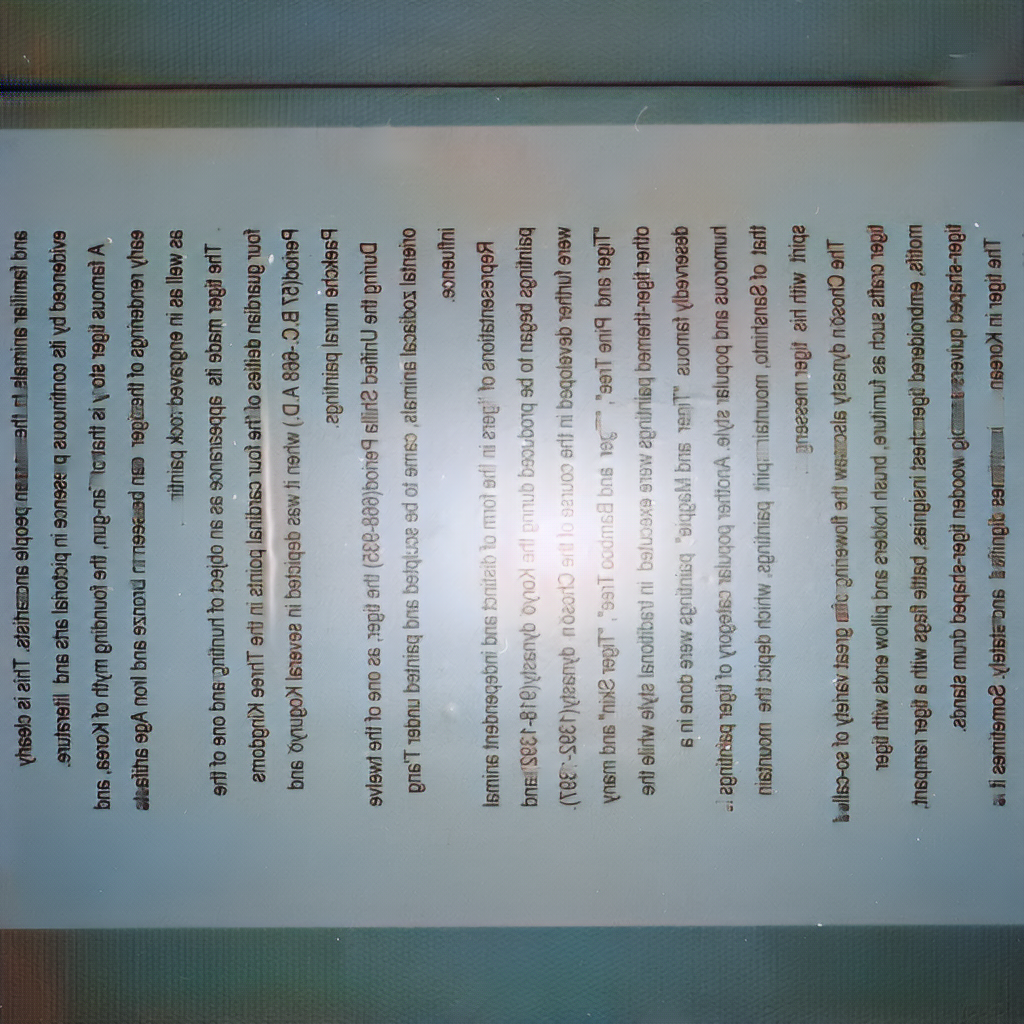 and familiar animals in the people and artists. This is clearly
evidenced by its continuous presence in pictorial arts and literature.
A famous tiger story is that of an-gun, the founding myth of Korea, and
early renderings of the tiger can be seen in bronze and Iron Age artifacts
as well as in engraved rock paintings.
The tiger made its appearance as an object of hunting and one of the
four guardian deities of the four cardinal points in the Three Kingdoms
Period(57 B.C.-668 A.D.) when it was depicted in several Koguryo and
Paekche mural paintings.
During the Unified Silla Period(668-935) the tiger, as one of the twelve
oriental zodiacal animals, came to be sculpted and painted under T'ang
influence.
Representations of tigers in the form of distinct and independent animal
paintings began to be produced during the Koryo dynasty(918-1392) and
were further developed in the course of the Chosŏn dynasty(1392-1897).
"Tiger and Pine Tree," "Tiger and Bamboo Tree," "Tiger Skin" and many
other tiger-themed paintings were executed in traditional style while the
deservedly famous "Tiger and Magpie" paintings were done in a
humorous and popular style. Another popular category of tiger paintings is
that of Sanshinto, mountain spirit paintings, which depict the mountain
spirit with his tiger messenger.
The Chosŏn dynasty also saw the flowering of a great variety of so-called
tiger crafts such as furniture, brush holders and pillow ends with tiger
motifs, embroidered tiger-crest insignias, battle flags with a tiger rampant,
tiger-striped quivers wooden tiger-shaped drum stands.
The tiger in Korean sometimes dignified and stately. Sometimes it is